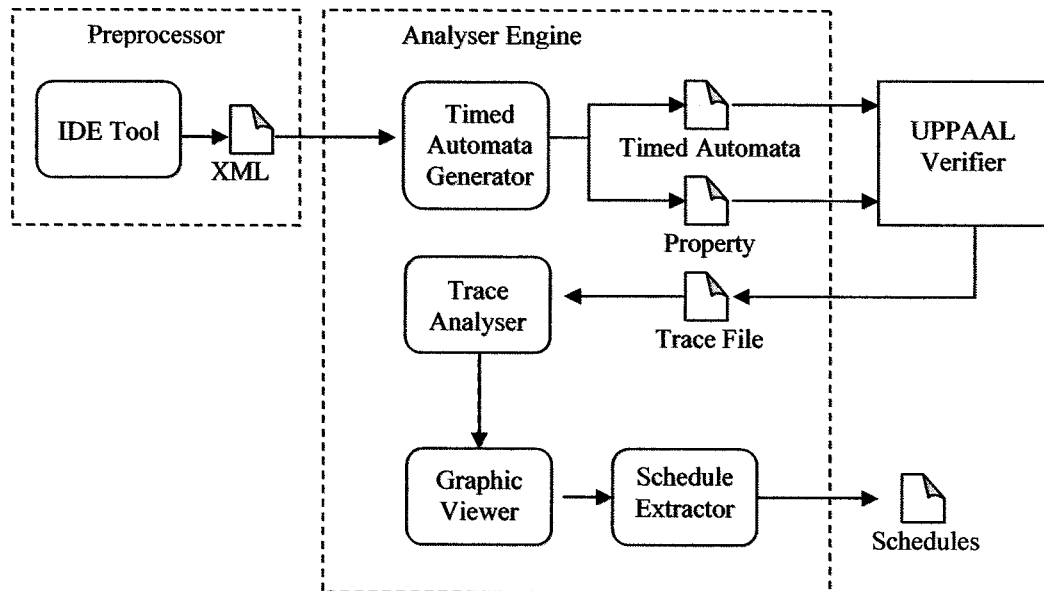 Preprocessor
Analyser Engine
IDE Tool
XML
Timed
Automata
Generator
Timed Automata
Property
UPPAAL
Verifier
Trace
Analyser
Trace File
Graphic
Viewer
Schedule
Extractor
Schedules